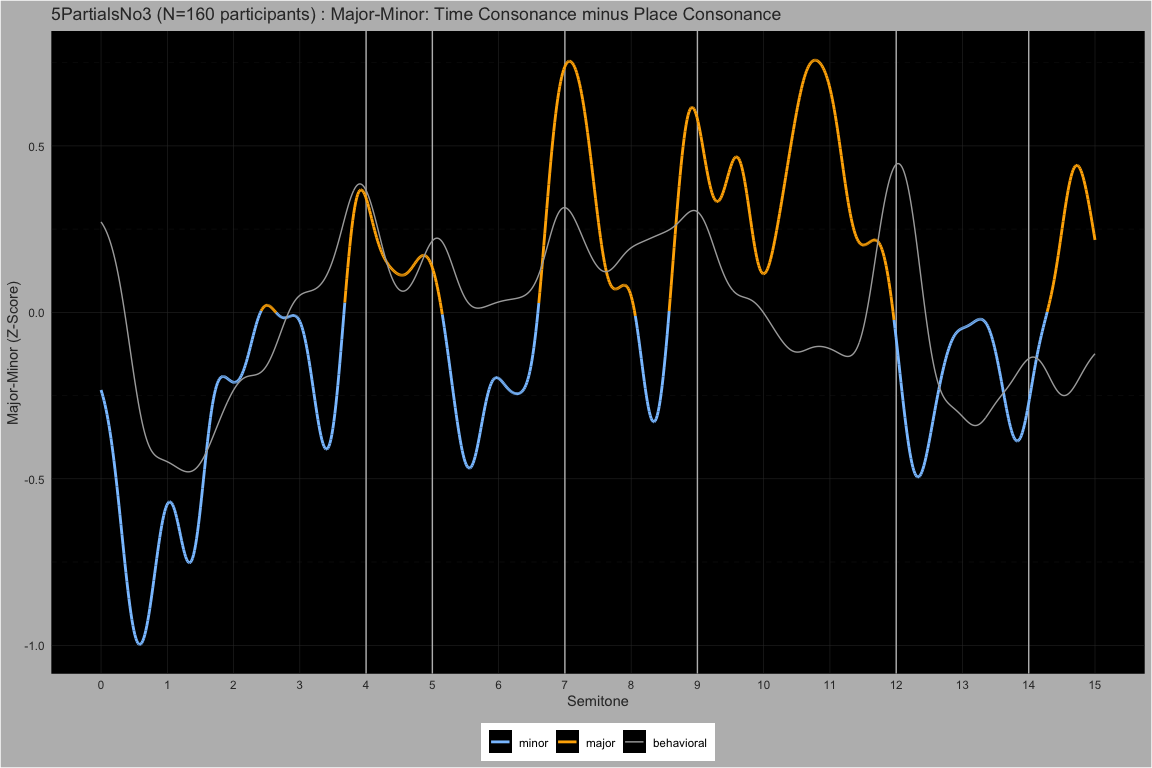 5PartialsNo3 (N=160 participants) : Major-Minor: Time Consonance minus Place Consonance
Major-Minor (Z-Score)
0.5
0.0
-0.5
-1.0
0 1 2 3 4 5 6 7 8 9 10 11 12 13 14 15
Semitone
minor major behavioral